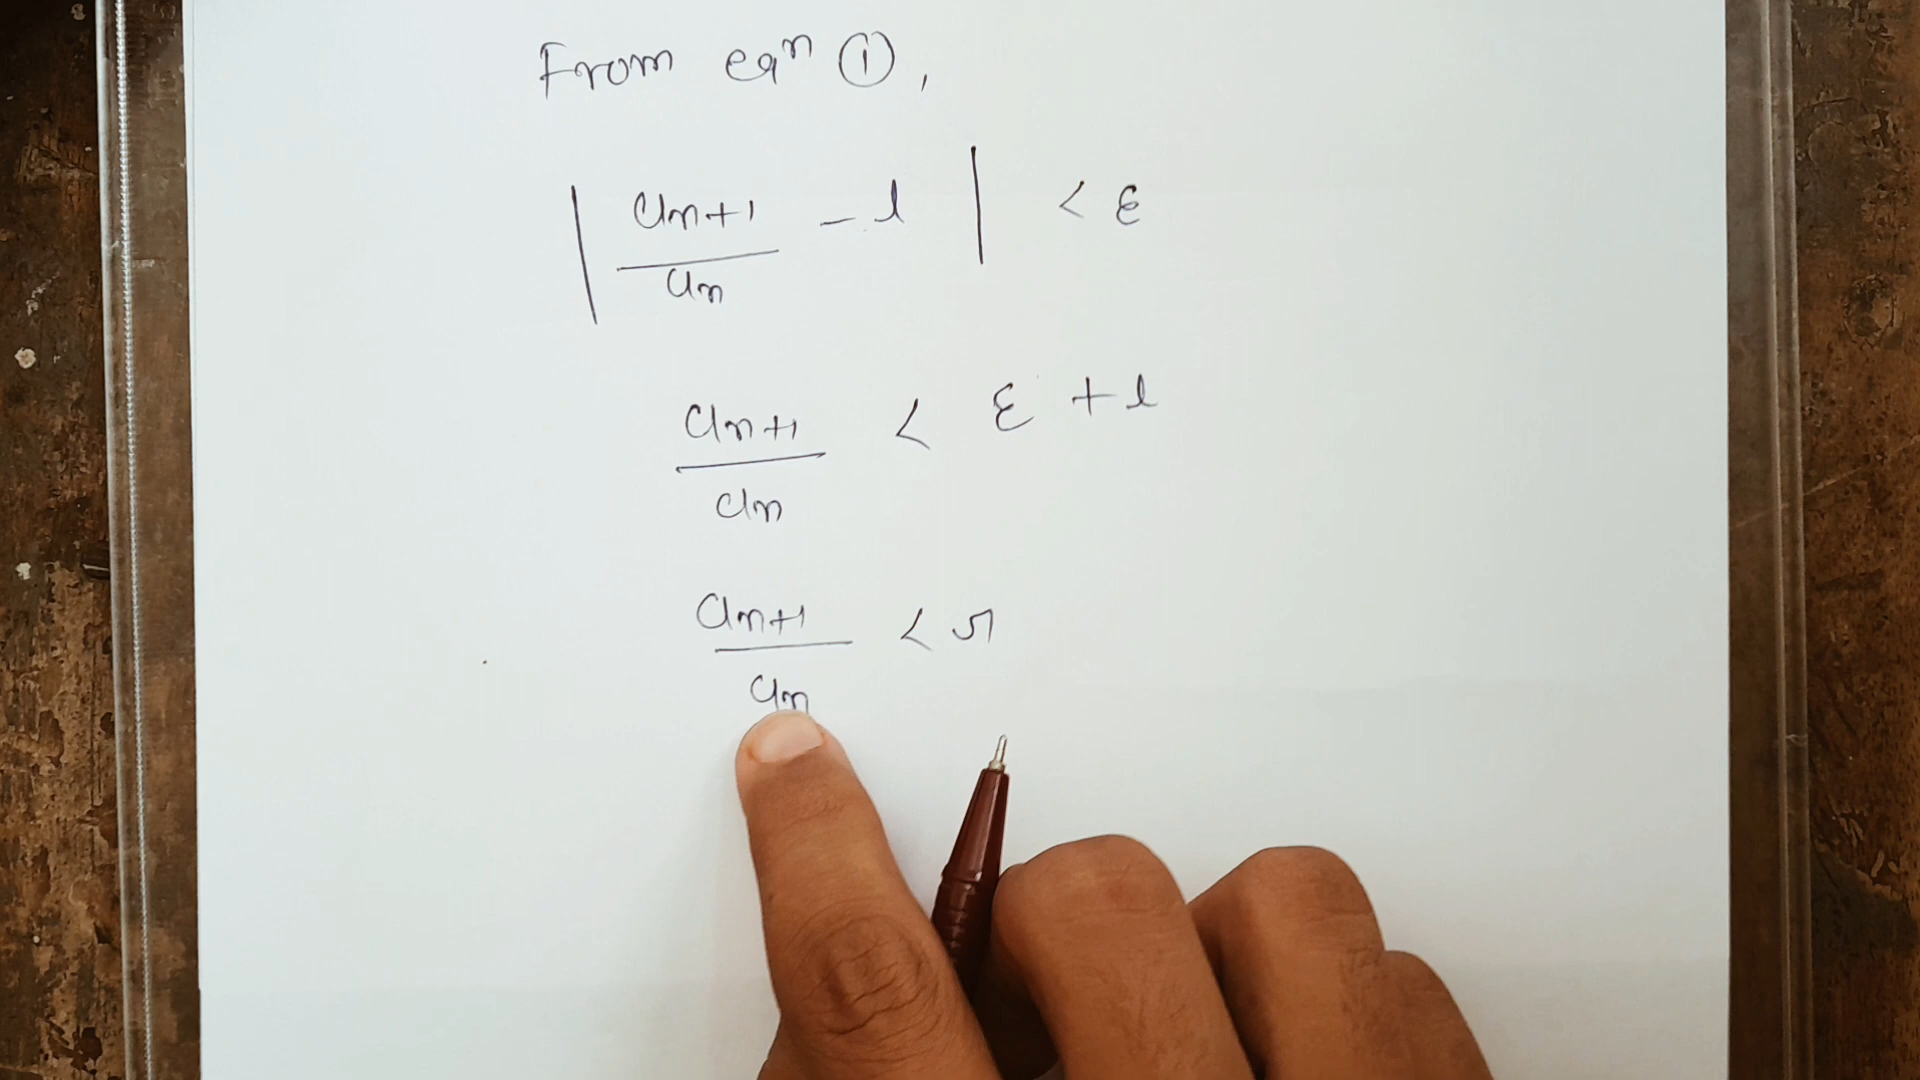 From eqn ①,
| an+1 / an - l | < ε
an+1 / an < ε + l
an+1 / an < r